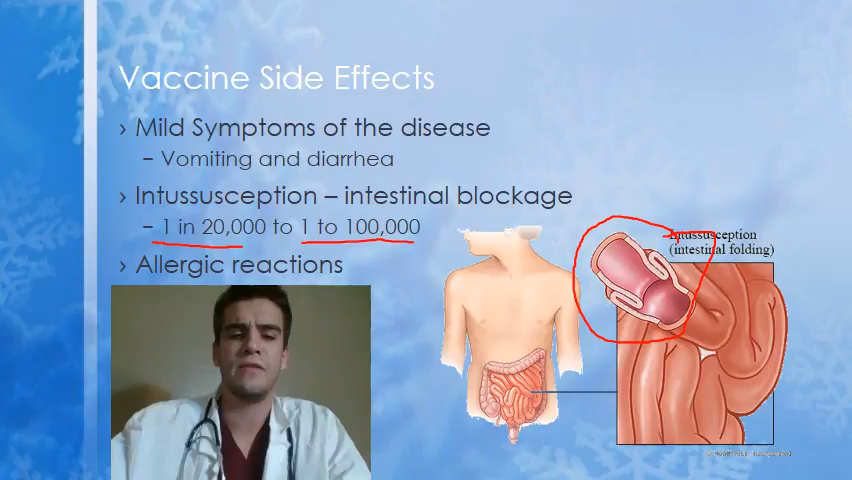 Vaccine Side Effects
› Mild Symptoms of the disease
– Vomiting and diarrhea
› Intussusception – intestinal blockage
– 1 in 20,000 to 1 to 100,000
› Allergic reactions
Intussusception
(intestinal folding)